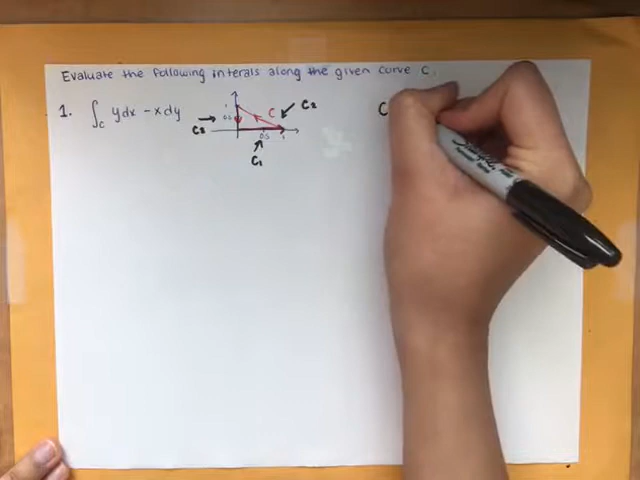 Evaluate the following interals along the given curve C.
1. ∫C ydx - xdy
C
C2
C3
0.5
0.5
1
C1
C
Sharpie